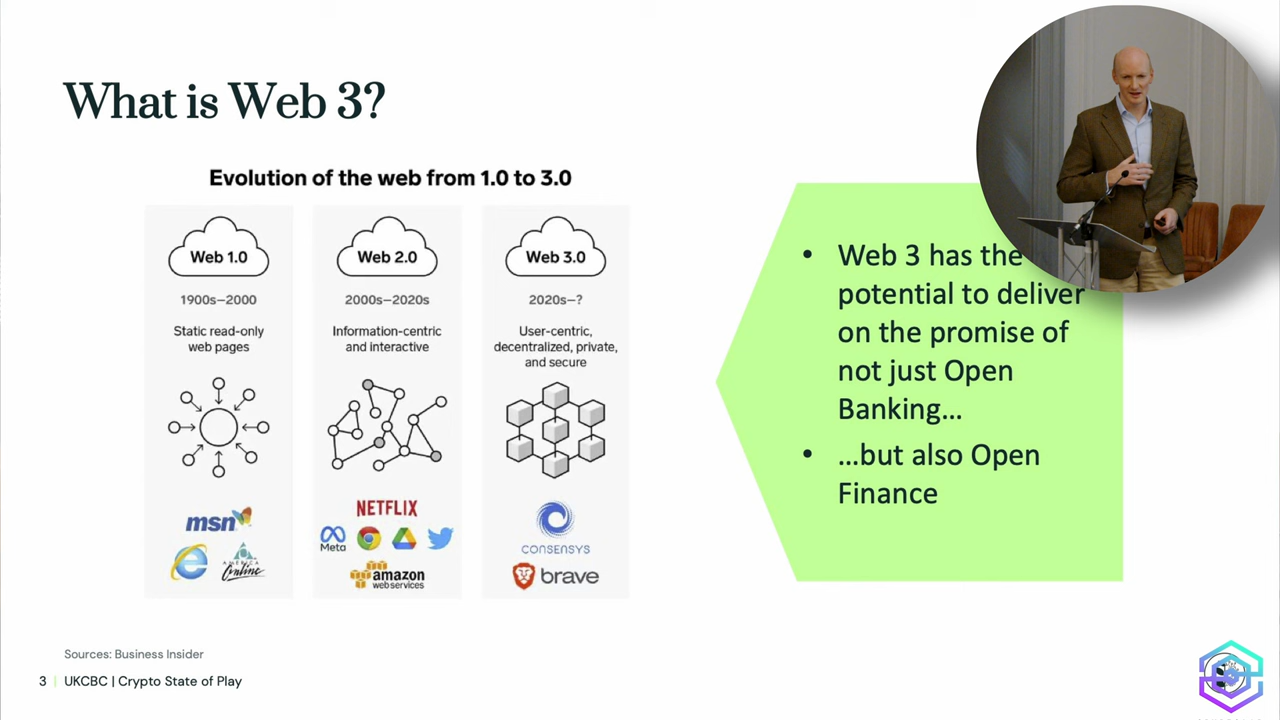 What is Web 3?
Evolution of the web from 1.0 to 3.0
Web 1.0
1900s–2000
Static read-only
web pages
msn
AMERICA
Online
Web 2.0
2000s–2020s
Information-centric
and interactive
NETFLIX
Meta
amazon
webservices
Web 3.0
2020s–?
User-centric,
decentralized, private,
and secure
CONSENSYS
brave
• Web 3 has the
potential to deliver
on the promise of
not just Open
Banking...
• ...but also Open
Finance
Sources: Business Insider
3 | UKCBC | Crypto State of Play